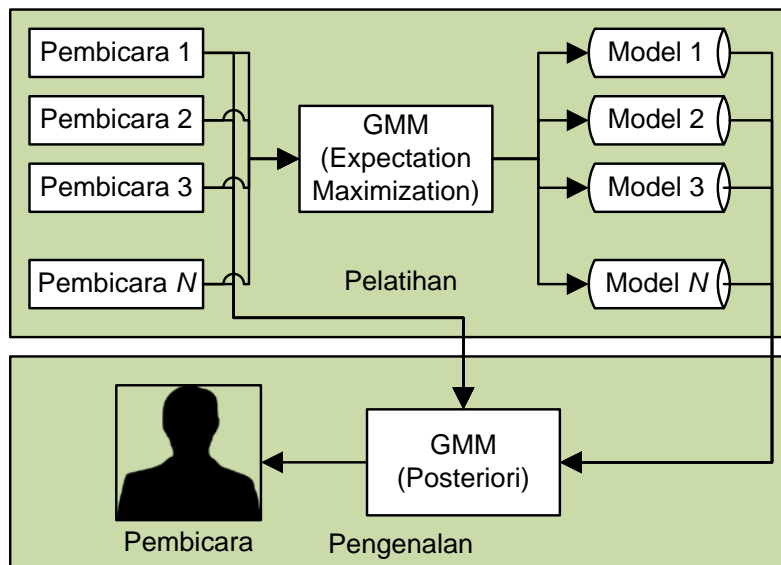 Pembicara 1
Pembicara 2
Pembicara 3
Pembicara N
GMM
(Expectation
Maximization)
Model 1
Model 2
Model 3
Model N
Pelatihan
GMM
(Posteriori)
Pembicara
Pengenalan